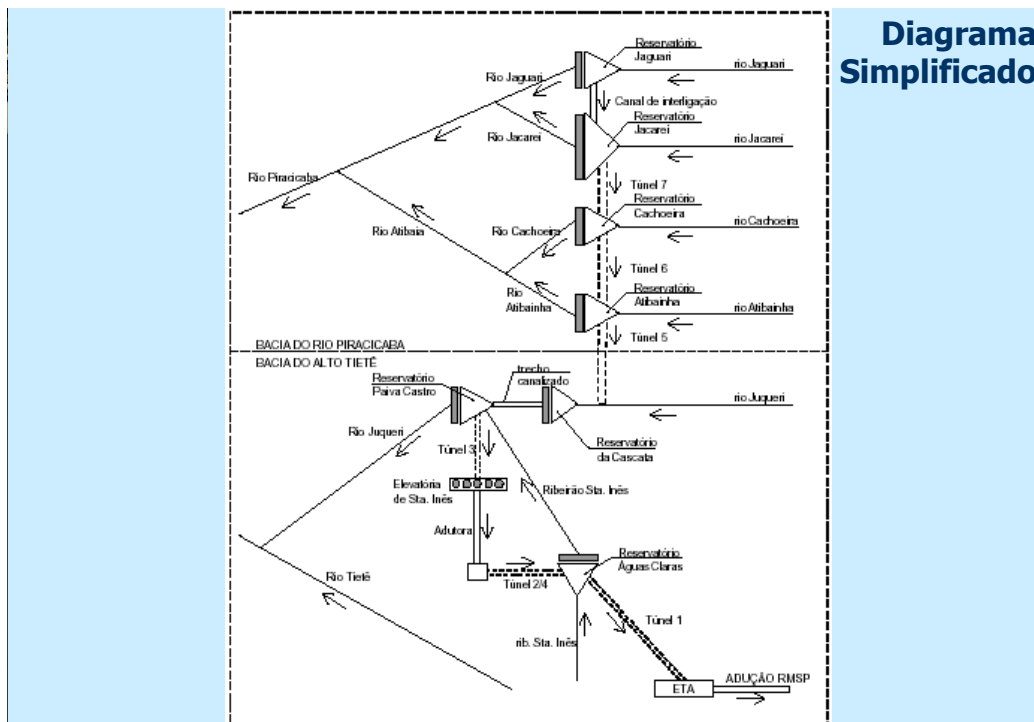 Diagrama
Simplificado
Reservatório
Jaguari
Rio Jaguari
rio Jaguari
Canal de interligação
Reservatório
Jacareí
Rio Jacareí
rio Jacareí
Túnel 7
Rio Piracicaba
Reservatório
Cachoeira
rio Cachoeira
Rio Cachoeira
Rio Atibaia
Túnel 6
Reservatório
Atibainha
Rio
Atibainha
rio Atibainha
Túnel 5
BACIA DO RIO PIRACICABA
BACIA DO ALTO TIETÊ
trecho
canalizado
Reservatório
Paiva Castro
rio Juqueri
Rio Juqueri
Reservatório
da Cascata
Túnel 3
Elevatória
de Sta. Inês
Ribeirão Sta. Inês
Adutora
Reservatório
Águas Claras
Rio Tietê
Túnel 2/4
Túnel 1
rib. Sta. Inês
ETA
ADUÇÃO RMSP